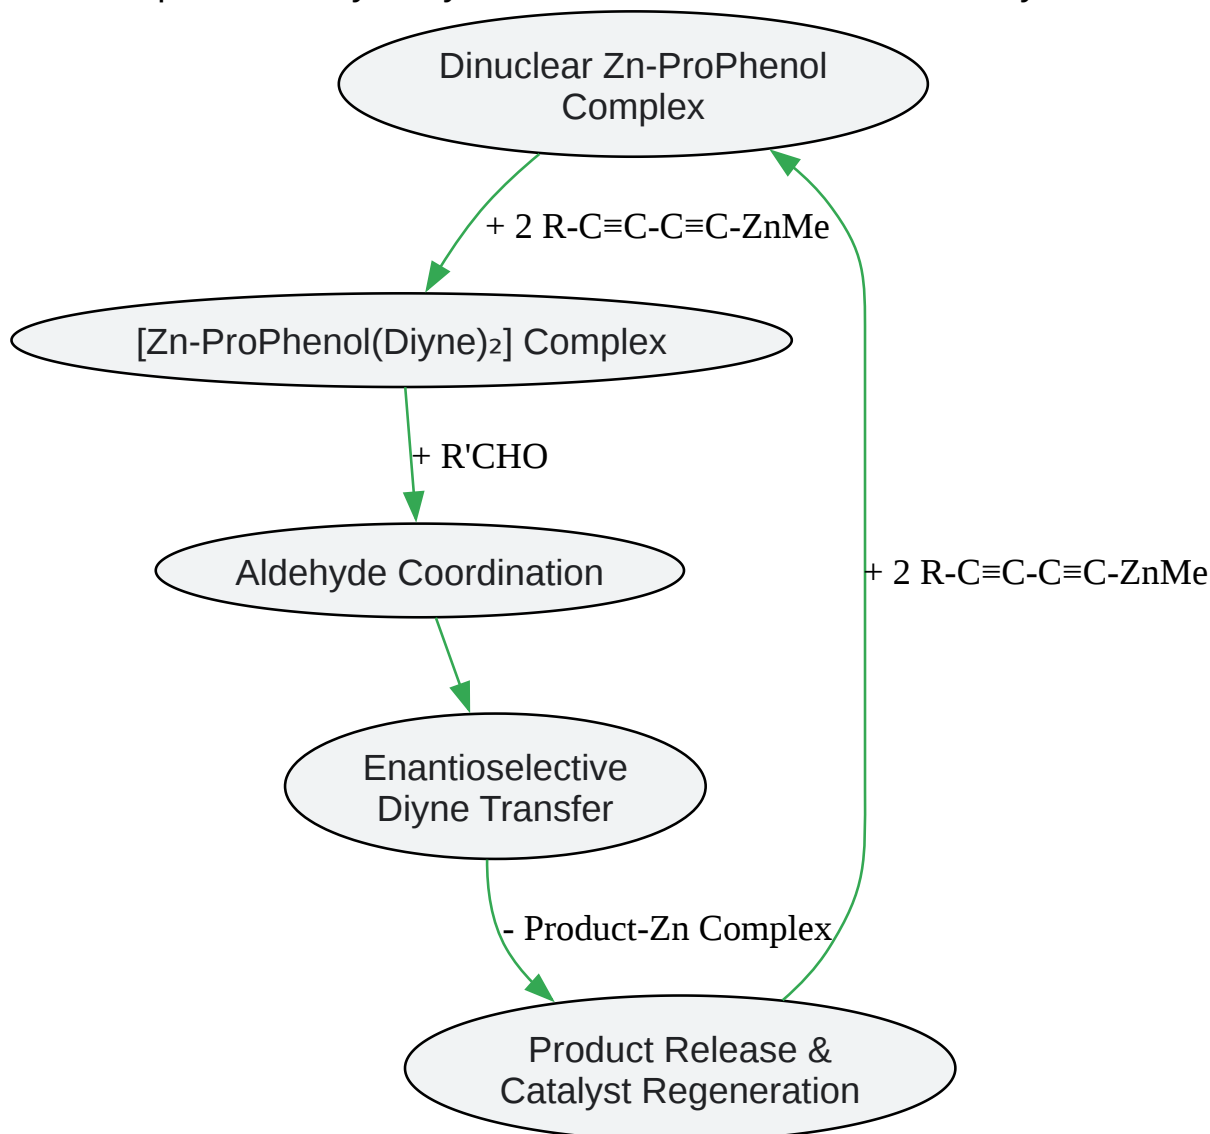 Dinuclear Zn-ProPhenol
Complex
+ 2 R-C≡C-C≡C-ZnMe
[Zn-ProPhenol(Diyne)₂] Complex
+ R'CHO
Aldehyde Coordination
+ 2 R-C≡C-C≡C-ZnMe
Enantioselective
Diyne Transfer
- Product-Zn Complex
Product Release &
Catalyst Regeneration